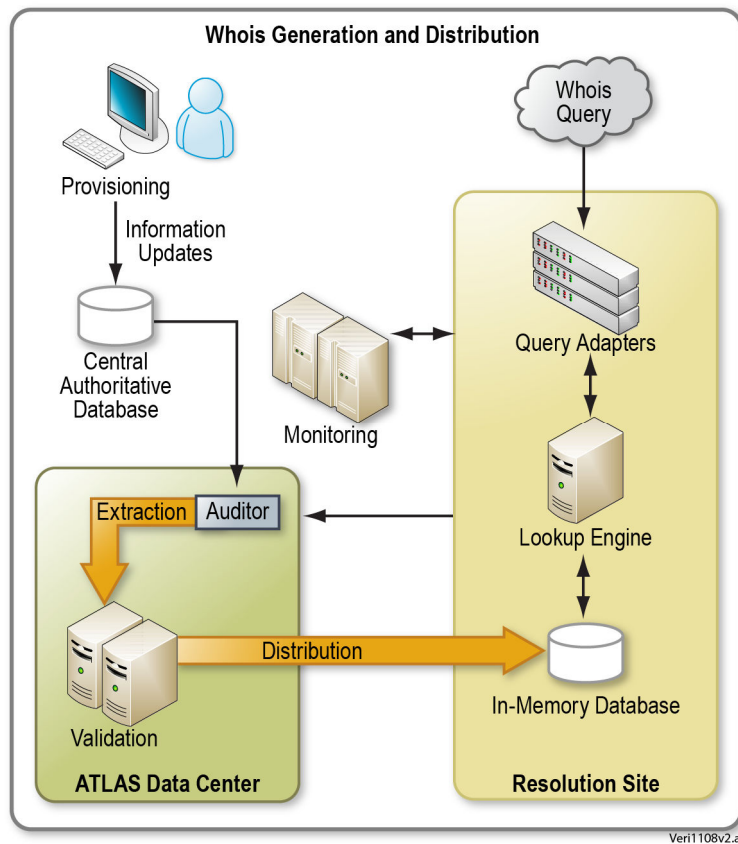 Whois Generation and Distribution
Whois
Query
Provisioning
Information
Updates
Central
Authoritative
Database
Monitoring
Query Adapters
Extraction
Auditor
Lookup Engine
Distribution
In-Memory Database
Validation
ATLAS Data Center
Resolution Site
Veri1108v2.a